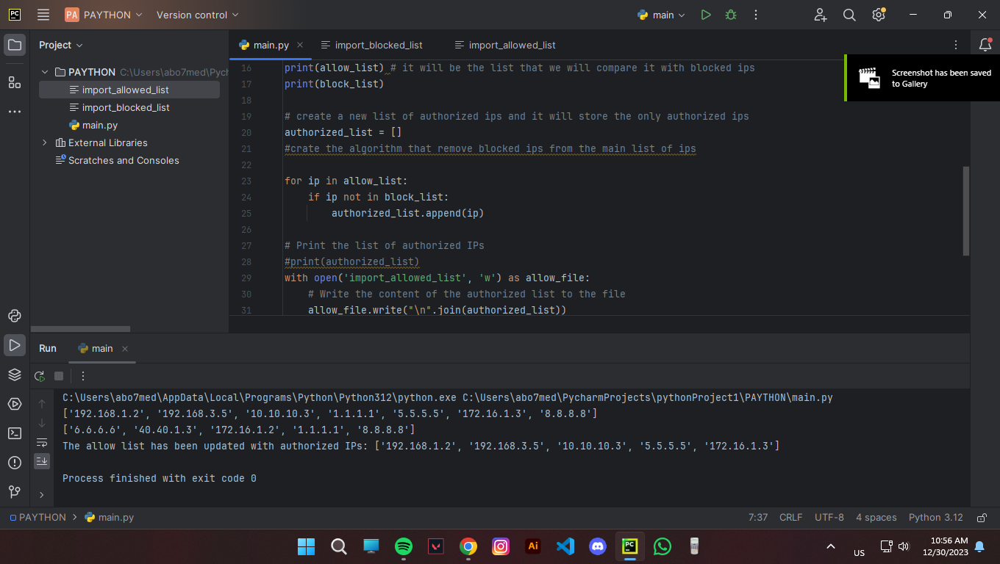 PC
PA PAYTHON
Version control
main
Project
main.py
import_blocked_list
import_allowed_list
Screenshot has been saved
to Gallery
PAYTHON C:\Users\abo7med\Pyc
import_allowed_list
import_blocked_list
main.py
External Libraries
Scratches and Consoles
16 print(allow_list) # it will be the list that we will compare it with blocked ips
17 print(block_list)
18
19 # create a new list of authorized ips and it will store the only authorized ips
20 authorized_list = []
21 #crate the algorithm that remove blocked ips from the main list of ips
22
23 for ip in allow_list:
24 if ip not in block_list:
25 authorized_list.append(ip)
26
27 # Print the list of authorized IPs
28 #print(authorized_list)
29 with open('import_allowed_list', 'w') as allow_file:
30 # Write the content of the authorized list to the file
31 allow_file.write("\n".join(authorized_list))
Run
main
C:\Users\abo7med\AppData\Local\Programs\Python\Python312\python.exe C:\Users\abo7med\PycharmProjects\pythonProject1\PAYTHON\main.py
['192.168.1.2', '192.168.3.5', '10.10.10.3', '1.1.1.1', '5.5.5.5', '172.16.1.3', '8.8.8.8']
['6.6.6.6', '40.40.1.3', '172.16.1.2', '1.1.1.1', '8.8.8.8']
The allow list has been updated with authorized IPs: ['192.168.1.2', '192.168.3.5', '10.10.10.3', '5.5.5.5', '172.16.1.3']
Process finished with exit code 0
PAYTHON
main.py
7:37 CRLF UTF-8 4 spaces Python 3.12
Ai
PC
US
10:56 AM
12/30/2023